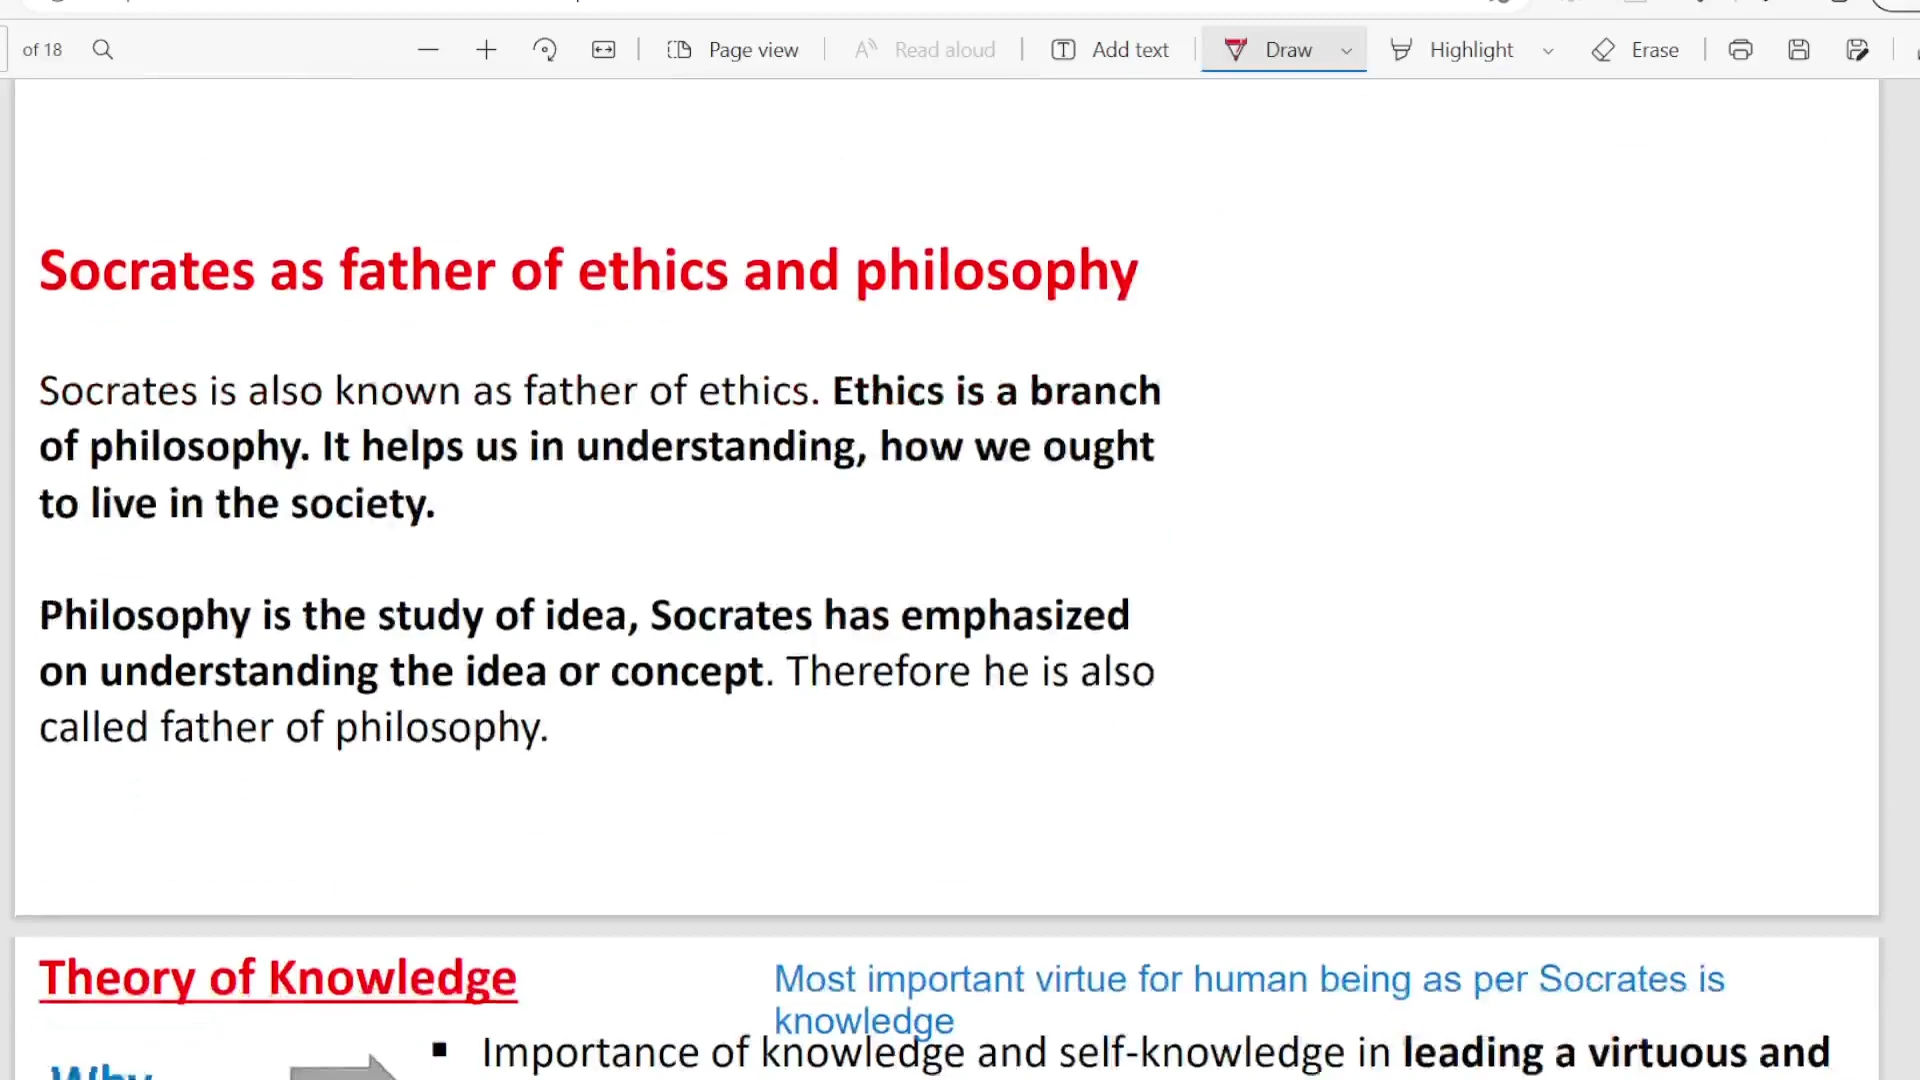 of 18
Page view
Read aloud
Add text
Draw
Highlight
Erase
Socrates as father of ethics and philosophy
Socrates is also known as father of ethics. Ethics is a branch
of philosophy. It helps us in understanding, how we ought
to live in the society.
Philosophy is the study of idea, Socrates has emphasized
on understanding the idea or concept. Therefore he is also
called father of philosophy.
Theory of Knowledge
Most important virtue for human being as per Socrates is
knowledge
▪ Importance of knowledge and self-knowledge in leading a virtuous and
Why